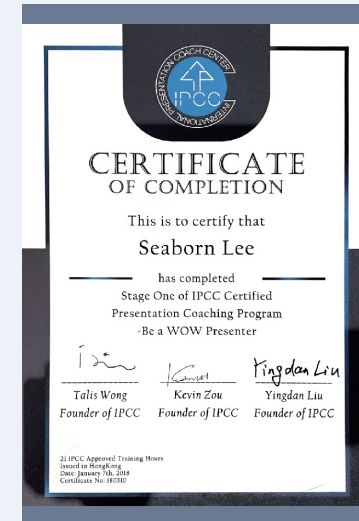 INTERNATIONAL PRESENTATION COACH CENTER
IPCC
CERTIFICATE
OF COMPLETION
This is to certify that
Seaborn Lee
has completed
Stage One of IPCC Certified
Presentation Coaching Program
-Be a WOW Presenter
Yingdan Liu
Talis Wong Kevin Zou Yingdan Liu
Founder of IPCC Founder of IPCC Founder of IPCC
21 IPCC Approved Training Hours
Issued in HongKong
Date: January 7th, 2018
Certificate No: 180310